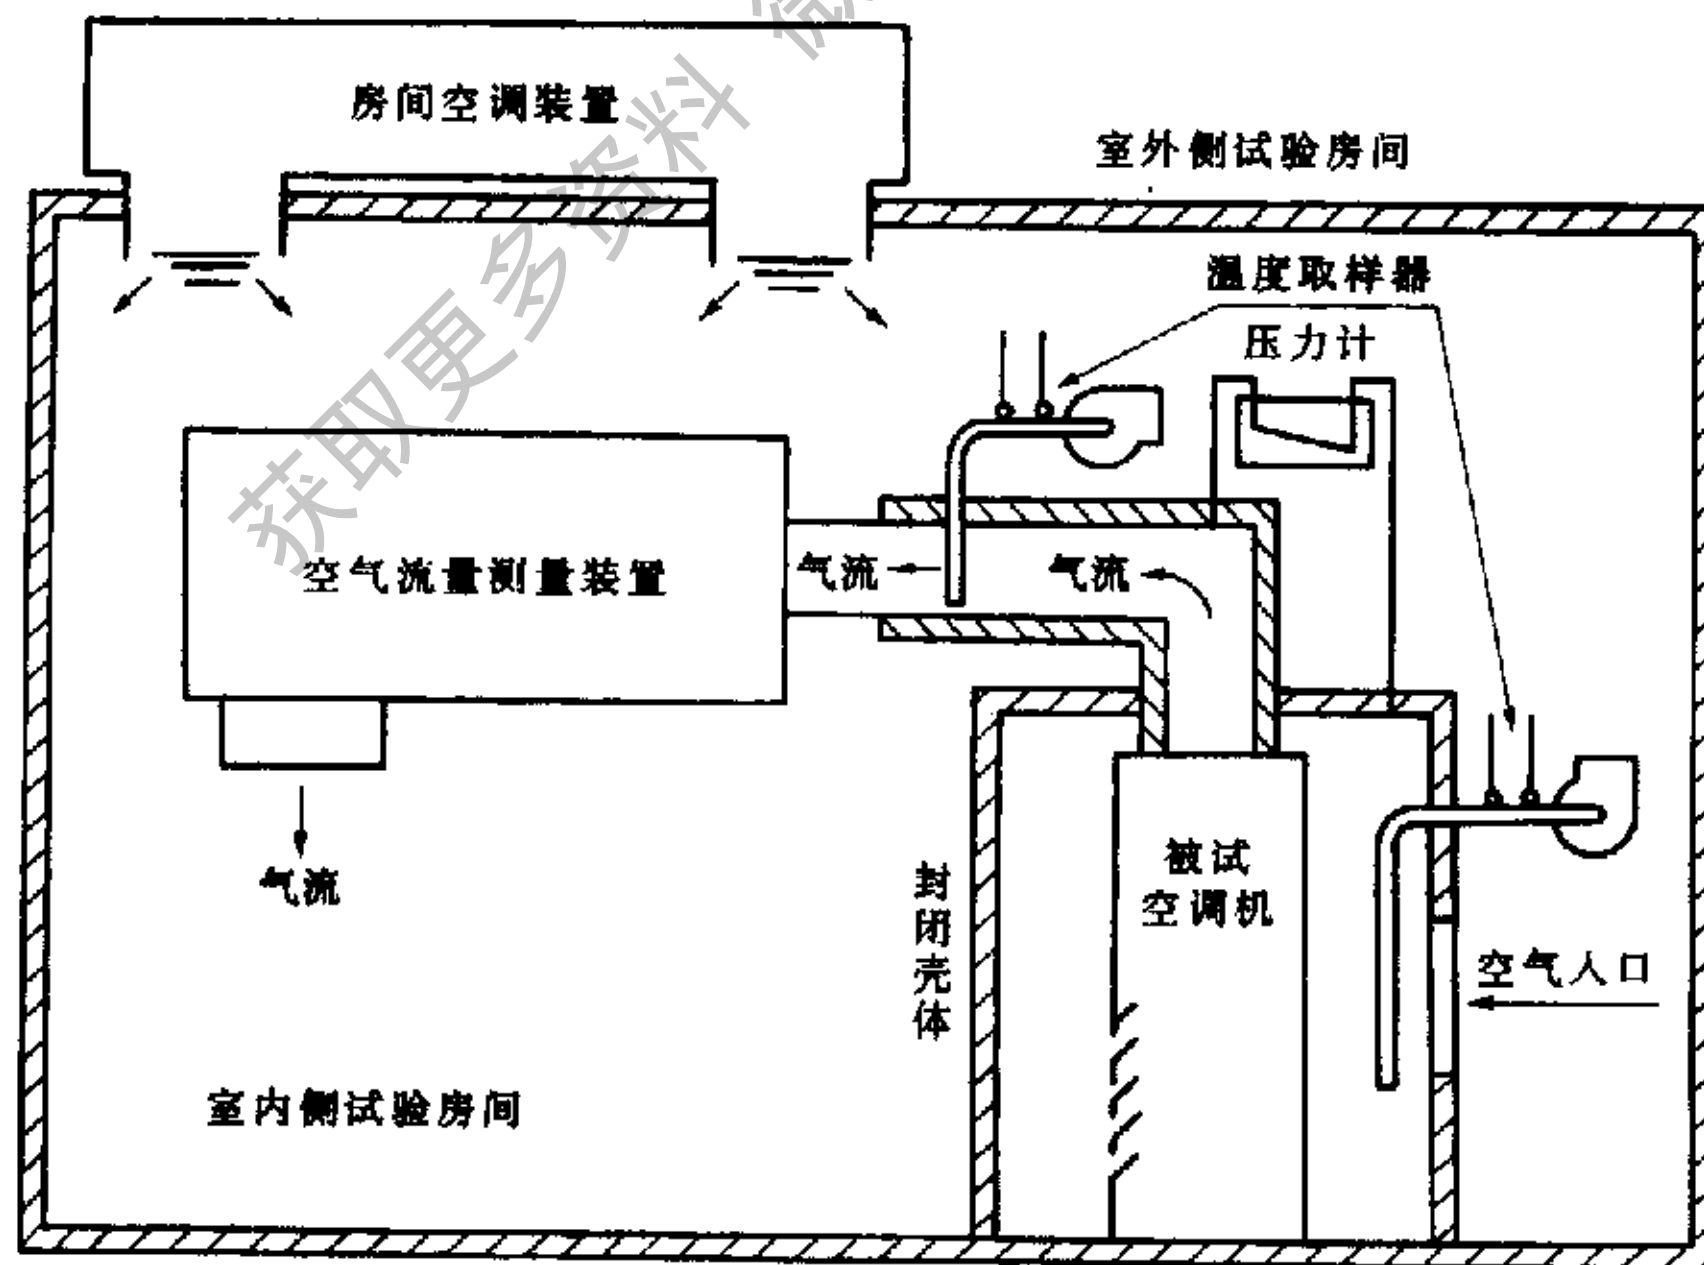 房间空调装置
室外侧试验房间
温度取样器
压力计
空气流量测量装置
气流
气流
气流
被试
空调机
封闭壳体
空气人口
室内侧试验房间
获取更多资料 微